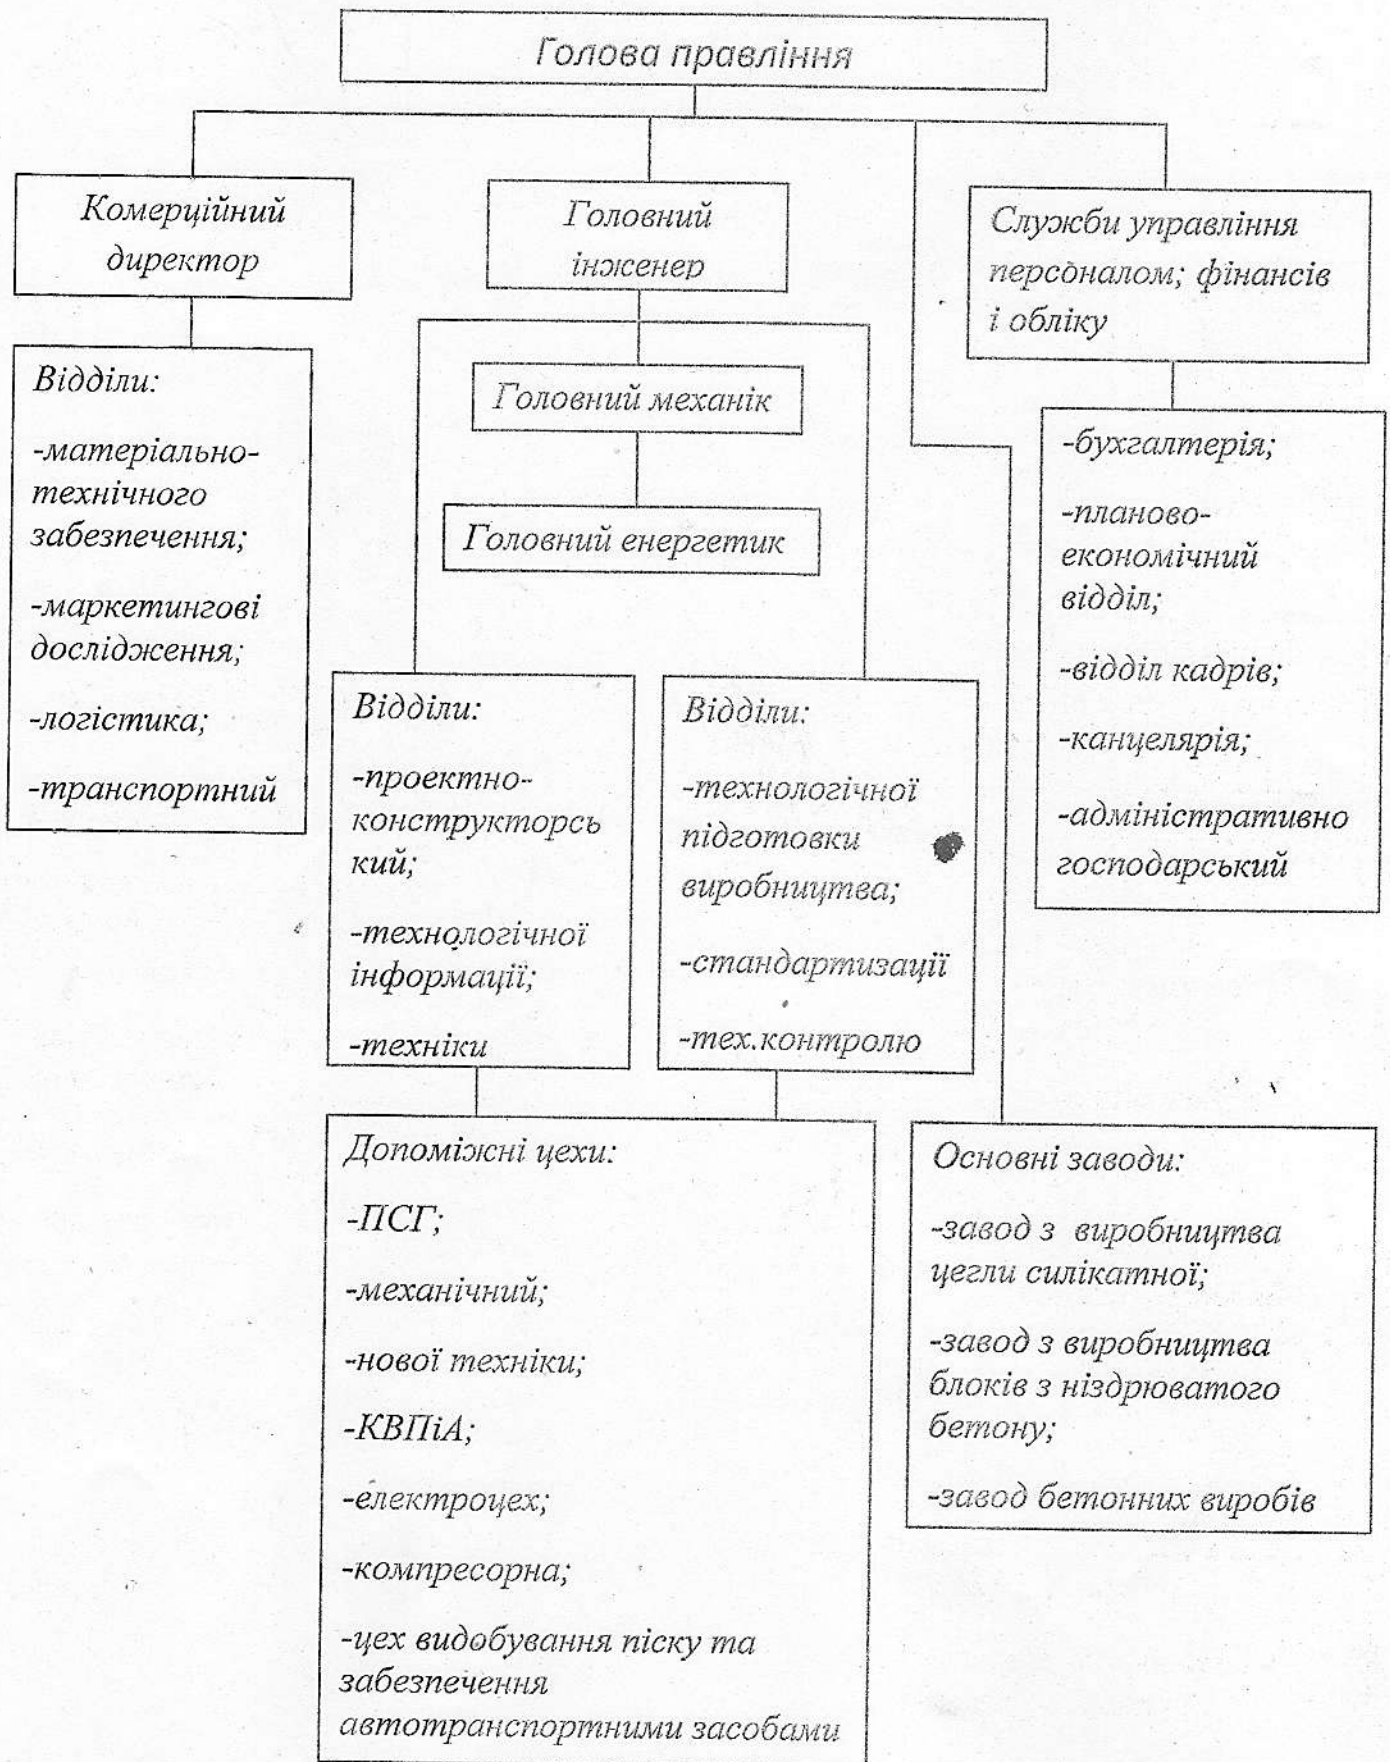 Голова правління
Комерційний
директор
Головний
інженер
Служби управління
персоналом; фінансів
і обліку
Відділи:
-матеріально-
технічного
забезпечення;
-маркетингові
дослідження;
-логістика;
-транспортний
Головний механік
Головний енергетик
-бухгалтерія;
-планово-
економічний
відділ;
-відділ кадрів;
-канцелярія;
-адміністративно
господарський
Відділи:
-проектно-
конструкторсь
кий;
-технологічної
інформації;
-техніки
Відділи:
-технологічної
підготовки
виробництва;
-стандартизації
-тех.контролю
Допоміжні цехи:
-ПСГ;
-механічний;
-нової техніки;
-КВПіА;
-електроцех;
-компресорна;
-цех видобування піску та
забезпечення
автотранспортними засобами
Основні заводи:
-завод з виробництва
цегли силікатної;
-завод з виробництва
блоків з ніздрюватого
бетону;
-завод бетонних виробів